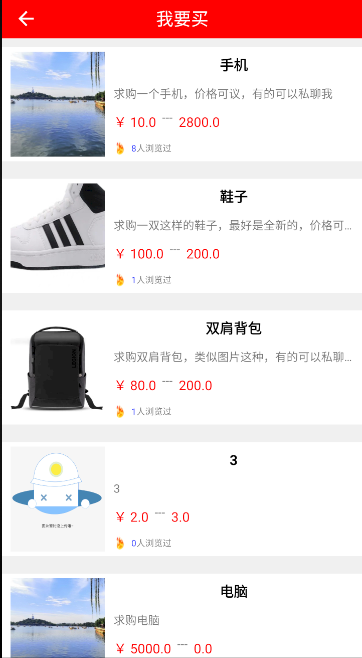 我要买
手机
求购一个手机，价格可议，有的可以私聊我
￥ 10.0 --- 2800.0
8人浏览过
鞋子
求购一双这样的鞋子，最好是全新的，价格可...
￥ 100.0 --- 200.0
1人浏览过
双肩背包
求购双肩背包，类似图片这种，有的可以私聊...
￥ 80.0 --- 200.0
1人浏览过
3
3
￥ 2.0 --- 3.0
0人浏览过
电脑
求购电脑
￥ 5000.0 --- 0.0